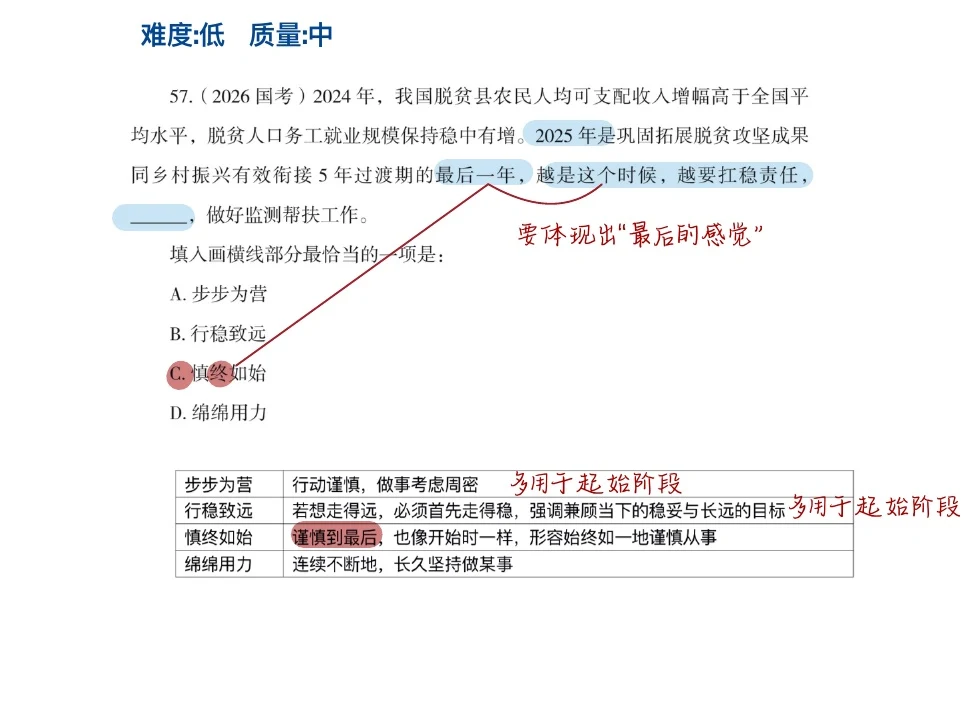 难度:低 质量:中
57.（2026 国考）2024 年，我国脱贫县农民人均可支配收入增幅高于全国平
均水平，脱贫人口务工就业规模保持稳中有增。2025 年是巩固拓展脱贫攻坚成果
同乡村振兴有效衔接 5 年过渡期的最后一年，越是这个时候，越要扛稳责任，
______，做好监测帮扶工作。
要体现出“最后的感觉”
填入画横线部分最恰当的一项是：
A. 步步为营
B. 行稳致远
C. 慎终如始
D. 绵绵用力
步步为营 行动谨慎，做事考虑周密 多用于起始阶段
行稳致远 若想走得远，必须首先走得稳，强调兼顾当下的稳妥与长远的目标 多用于起始阶段
慎终如始 谨慎到最后，也像开始时一样，形容始终如一地谨慎从事
绵绵用力 连续不断地，长久坚持做某事